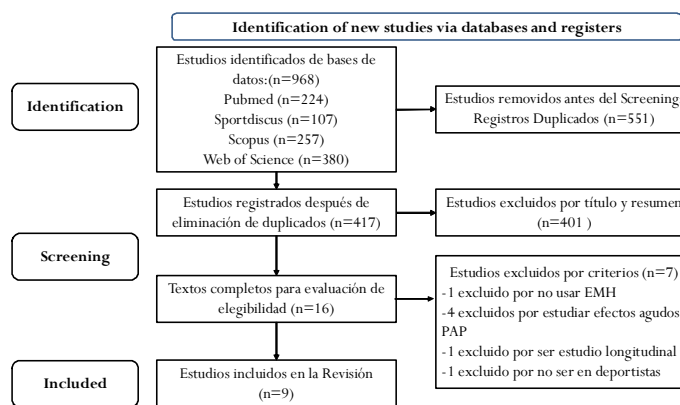 Identification of new studies via databases and registers
Identification
Estudios identificados de bases de
datos:(n=968)
Pubmed (n=224)
Sportdiscus (n=107)
Scopus (n=257)
Web of Science (n=380)
Estudios removidos antes del Screening:
Registros Duplicados (n=551)
Screening
Estudios registrados después de
eliminación de duplicados (n=417)
Estudios excluidos por título y resumen
(n=401 )
Textos completos para evaluación de
elegibilidad (n=16)
Estudios excluidos por criterios (n=7)
-1 excluido por no usar EMH
-4 excluidos por estudiar efectos agudos
PAP
-1 excluido por ser estudio longitudinal
-1 excluido por no ser en deportistas
Included
Estudios incluidos en la Revisión
(n=9)